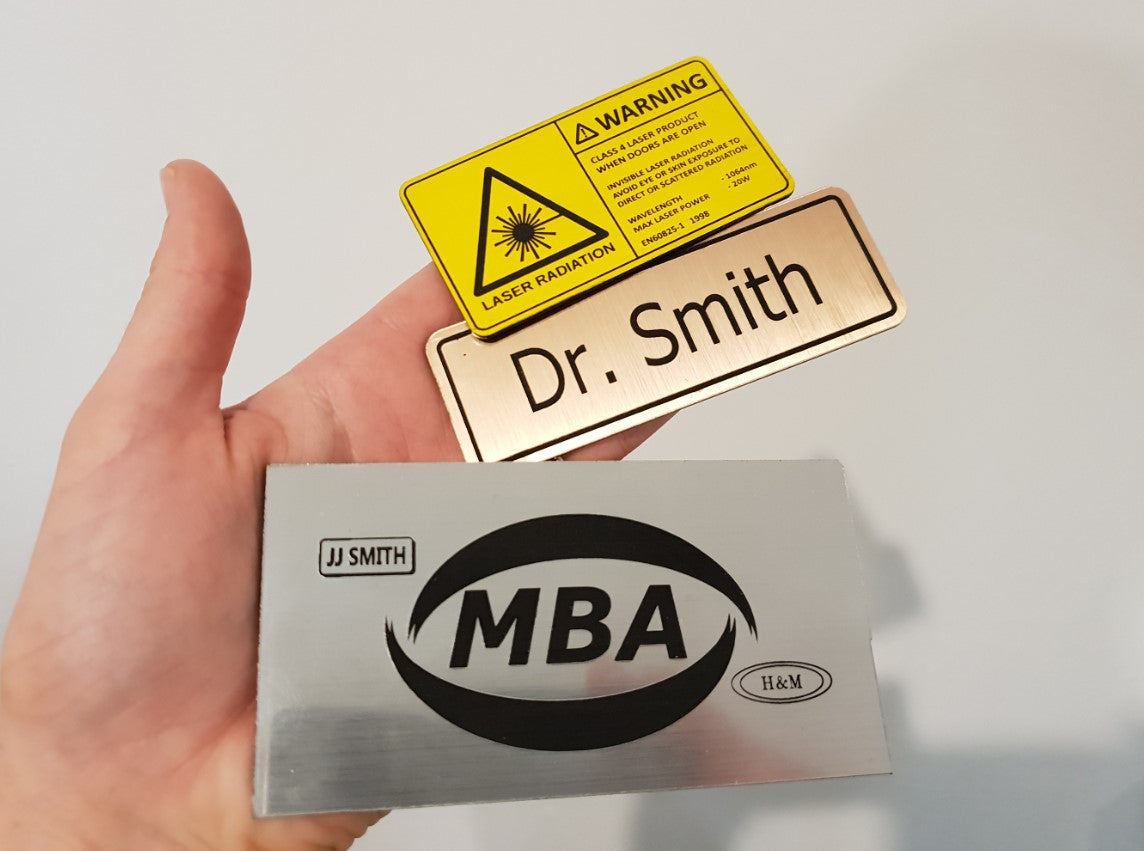 WARNING
CLASS 4 LASER PRODUCT
WHEN DOORS ARE OPEN
INVISIBLE LASER RADIATION
AVOID EYE OR SKIN EXPOSURE TO
DIRECT OR SCATTERED RADIATION
WAVELENGTH - 1064nm
MAX LASER POWER - 20W
EN60825-1 1998
LASER RADIATION
Dr. Smith
JJ SMITH
MBA
H&M